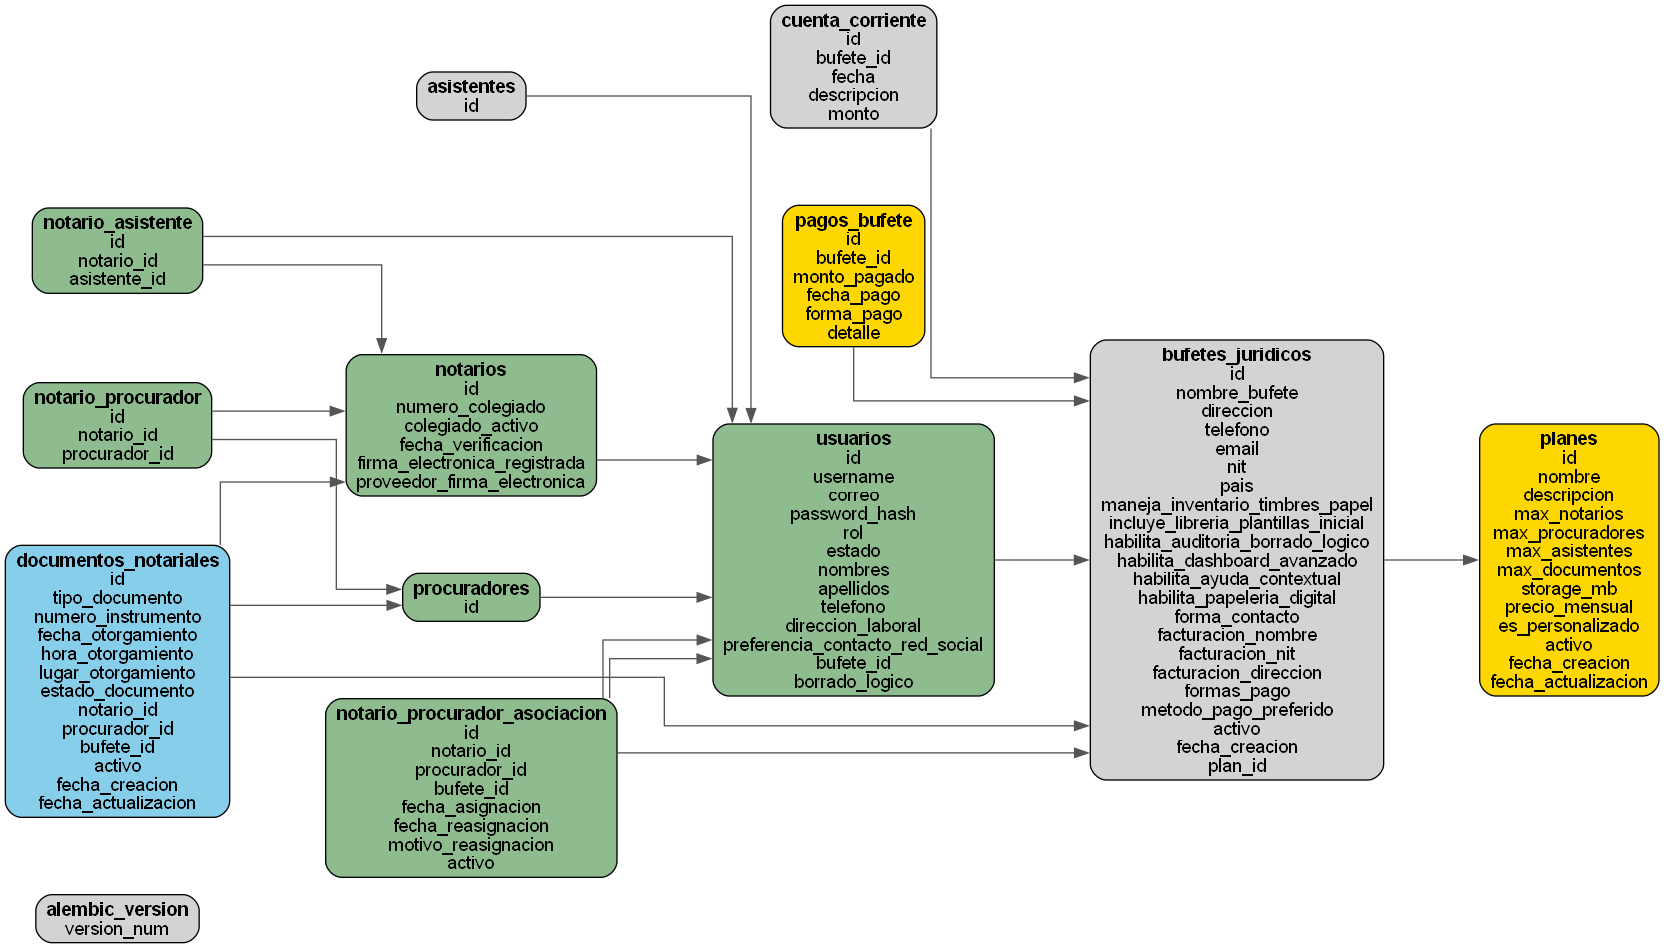 cuenta_corriente
id
bufete_id
fecha
descripcion
monto
asistentes
id
notario_asistente
id
notario_id
asistente_id
pagos_bufete
id
bufete_id
monto_pagado
fecha_pago
forma_pago
detalle
notario_procurador
id
notario_id
procurador_id
notarios
id
numero_colegiado
colegiado_activo
fecha_verificacion
firma_electronica_registrada
proveedor_firma_electronica
usuarios
id
username
correo
password_hash
rol
estado
nombres
apellidos
telefono
direccion_laboral
preferencia_contacto_red_social
bufete_id
borrado_logico
bufetes_juridicos
id
nombre_bufete
direccion
telefono
email
nit
pais
maneja_inventario_timbres_papel
incluye_libreria_plantillas_inicial
habilita_auditoria_borrado_logico
habilita_dashboard_avanzado
habilita_ayuda_contextual
habilita_papeleria_digital
forma_contacto
facturacion_nombre
facturacion_nit
facturacion_direccion
formas_pago
metodo_pago_preferido
activo
fecha_creacion
plan_id
planes
id
nombre
descripcion
max_notarios
max_procuradores
max_asistentes
max_documentos
storage_mb
precio_mensual
es_personalizado
activo
fecha_creacion
fecha_actualizacion
documentos_notariales
id
tipo_documento
numero_instrumento
fecha_otorgamiento
hora_otorgamiento
lugar_otorgamiento
estado_documento
notario_id
procurador_id
bufete_id
activo
fecha_creacion
fecha_actualizacion
procuradores
id
notario_procurador_asociacion
id
notario_id
procurador_id
bufete_id
fecha_asignacion
fecha_reasignacion
motivo_reasignacion
activo
alembic_version
version_num